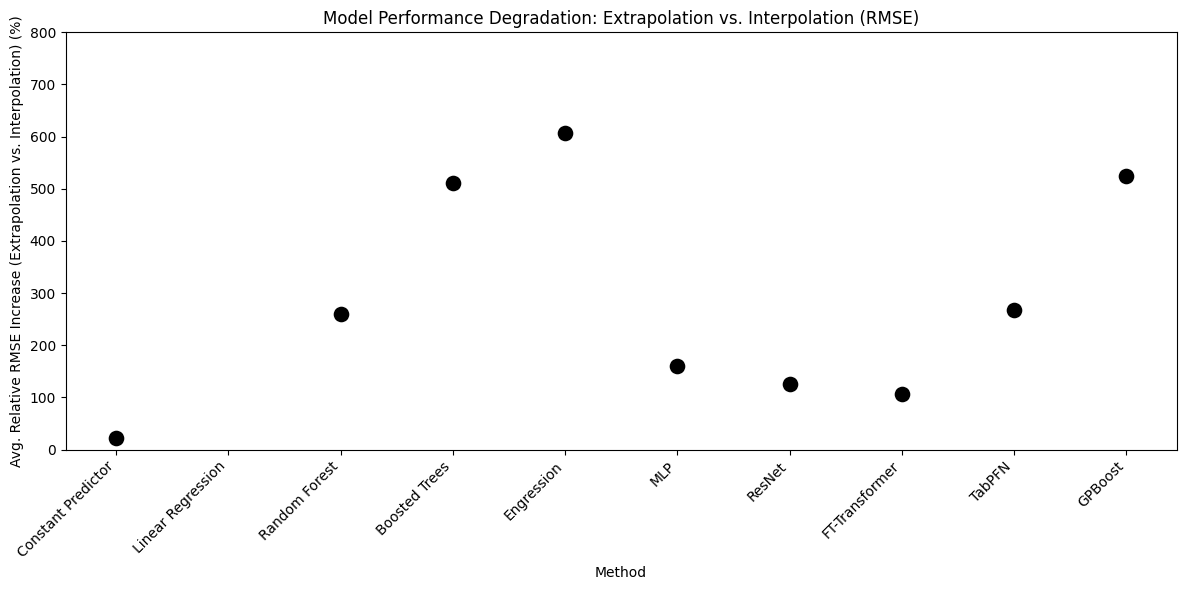 Model Performance Degradation: Extrapolation vs. Interpolation (RMSE)
Avg. Relative RMSE Increase (Extrapolation vs. Interpolation) (%)
800
700
600
500
400
300
200
100
0
Constant Predictor
Linear Regression
Random Forest
Boosted Trees
Engression
MLP
ResNet
FT-Transformer
TabPFN
GPBoost
Method